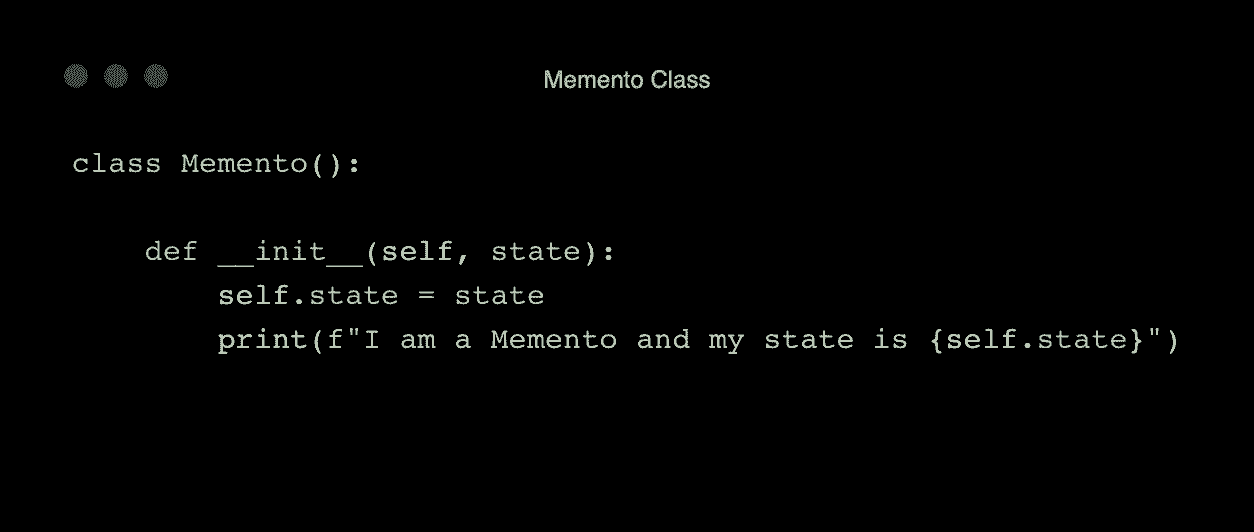 Memento Class
class Memento():
    def __init__(self, state):
        self.state = state
        print(f"I am a Memento and my state is {self.state}")